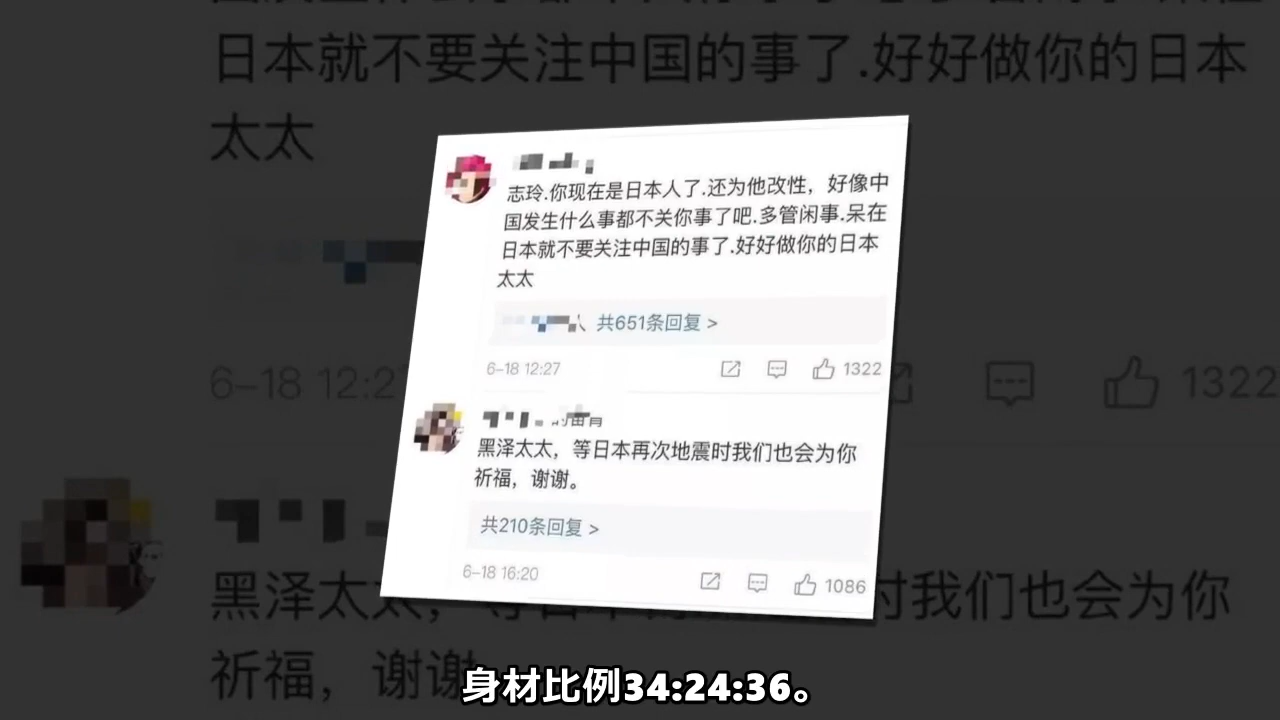 日本就不要关注中国的事了.好好做你的日本
太太
志玲.你现在是日本人了.还为他改性，好像中
国发生什么事都不关你事了吧.多管闲事.呆在
日本就不要关注中国的事了.好好做你的日本
太太
人 共651条回复 >
6-18 12:27
1322
6-18 12:27
1322
的苗青
黑泽太太，等日本再次地震时我们也会为你
祈福，谢谢。
共210条回复 >
6-18 16:20
1086
黑泽太太，等日
时我们也会为你
祈福，谢谢
身材比例34:24:36。